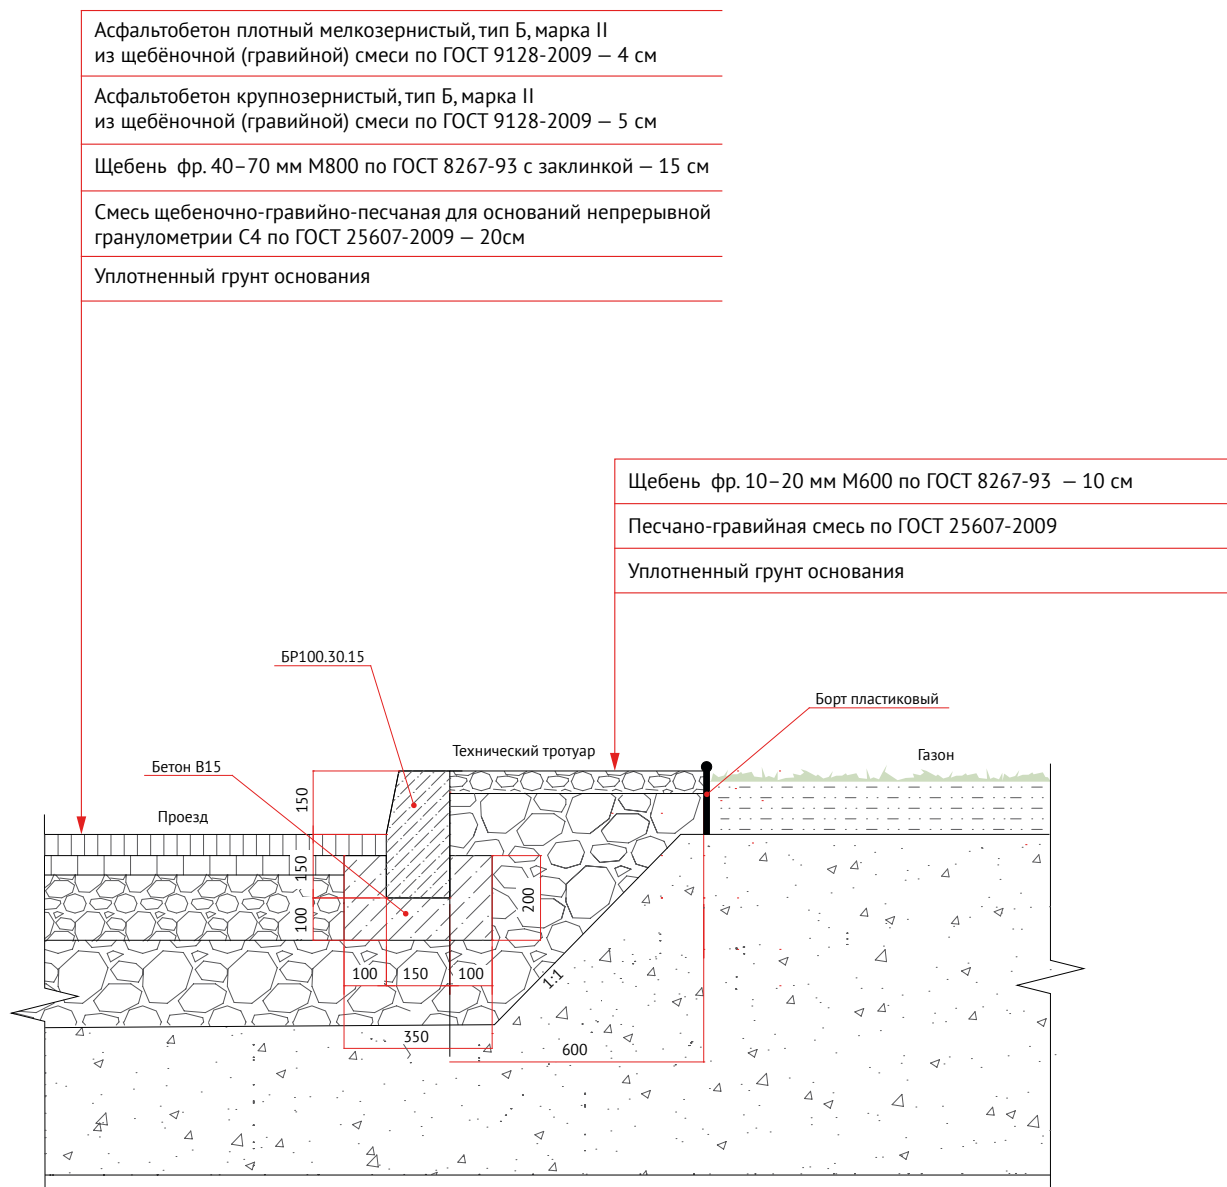 Асфальтобетон плотный мелкозернистый, тип Б, марка II
из щебёночной (гравийной) смеси по ГОСТ 9128-2009 — 4 см
Асфальтобетон крупнозернистый, тип Б, марка II
из щебёночной (гравийной) смеси по ГОСТ 9128-2009 — 5 см
Щебень фр. 40–70 мм М800 по ГОСТ 8267-93 с заклинкой — 15 см
Смесь щебеночно-гравийно-песчаная для оснований непрерывной
гранулометрии С4 по ГОСТ 25607-2009 — 20см
Уплотненный грунт основания
Щебень фр. 10–20 мм М600 по ГОСТ 8267-93 — 10 см
Песчано-гравийная смесь по ГОСТ 25607-2009
Уплотненный грунт основания
БР100.30.15
Борт пластиковый
Технический тротуар
Газон
Бетон В15
Проезд
150
150
100
200
100
150
100
1:1
350
600